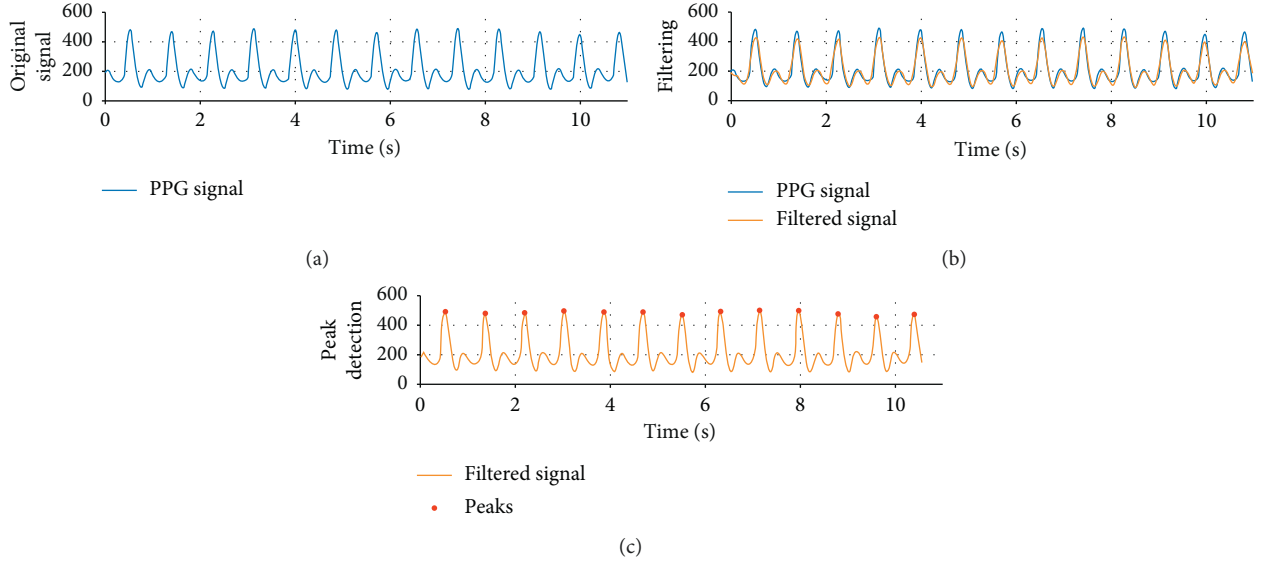 Original
signal
600
400
200
0
0 2 4 6 8 10
Time (s)
PPG signal
(a)
Filtering
600
400
200
0
0 2 4 6 8 10
Time (s)
PPG signal
Filtered signal
(b)
Peak
detection
600
400
200
0
0 2 4 6 8 10
Time (s)
Filtered signal
Peaks
(c)